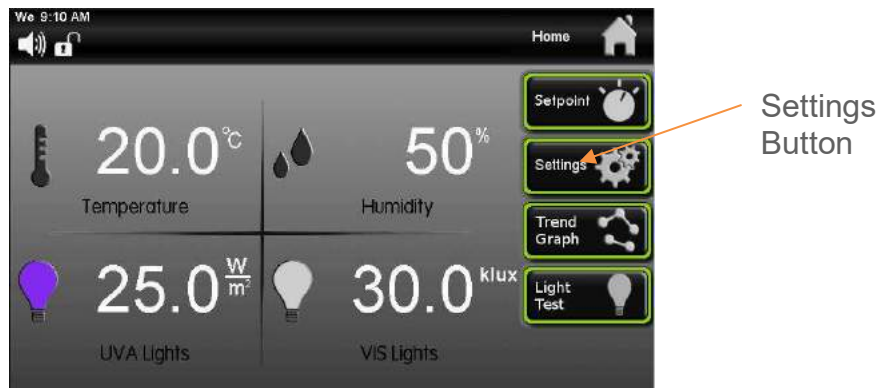 We 9:10 AM
Home
Setpoint
Settings
Button
Settings
20.0°C
50%
Temperature
Humidity
Trend
Graph
25.0 W/m²
30.0 klux
Light
Test
UVA Lights
VIS Lights